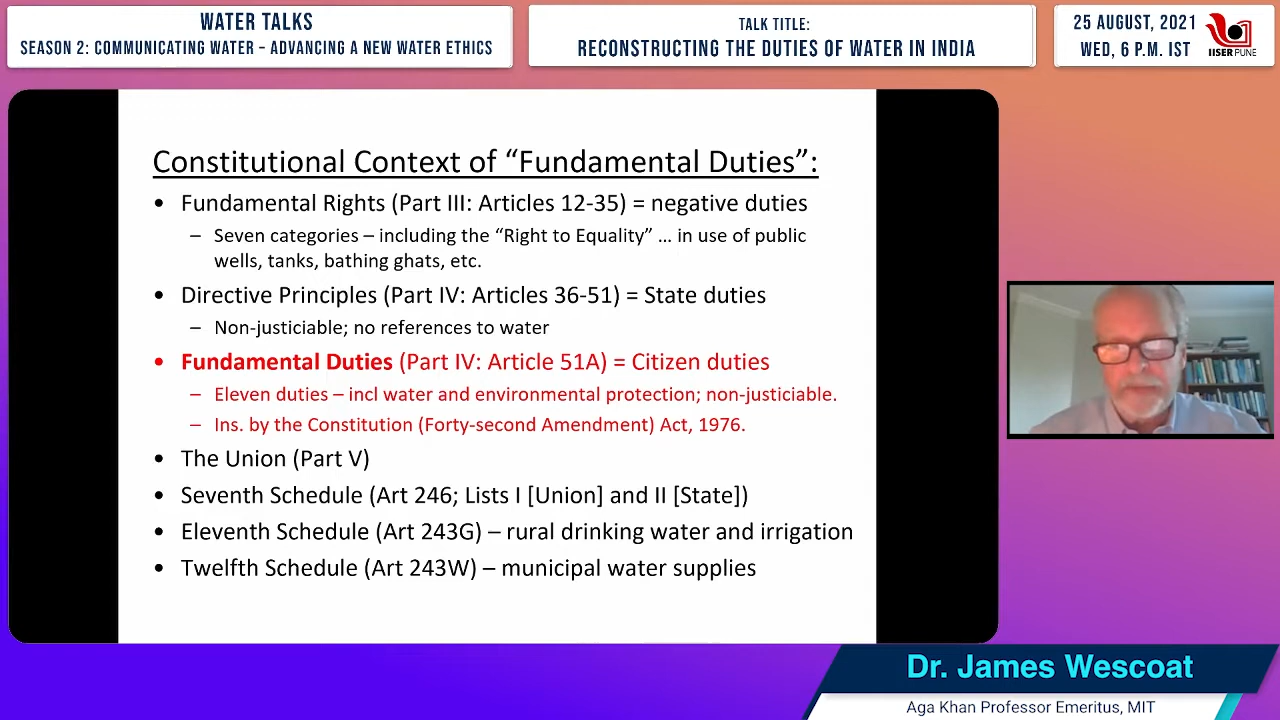 WATER TALKS
SEASON 2: COMMUNICATING WATER – ADVANCING A NEW WATER ETHICS
TALK TITLE:
RECONSTRUCTING THE DUTIES OF WATER IN INDIA
25 AUGUST, 2021
WED, 6 P.M. IST
IISER PUNE
Constitutional Context of “Fundamental Duties”:
• Fundamental Rights (Part III: Articles 12-35) = negative duties
– Seven categories – including the “Right to Equality” … in use of public
wells, tanks, bathing ghats, etc.
• Directive Principles (Part IV: Articles 36-51) = State duties
– Non-justiciable; no references to water
• Fundamental Duties (Part IV: Article 51A) = Citizen duties
– Eleven duties – incl water and environmental protection; non-justiciable.
– Ins. by the Constitution (Forty-second Amendment) Act, 1976.
• The Union (Part V)
• Seventh Schedule (Art 246; Lists I [Union] and II [State])
• Eleventh Schedule (Art 243G) – rural drinking water and irrigation
• Twelfth Schedule (Art 243W) – municipal water supplies
Dr. James Wescoat
Aga Khan Professor Emeritus, MIT